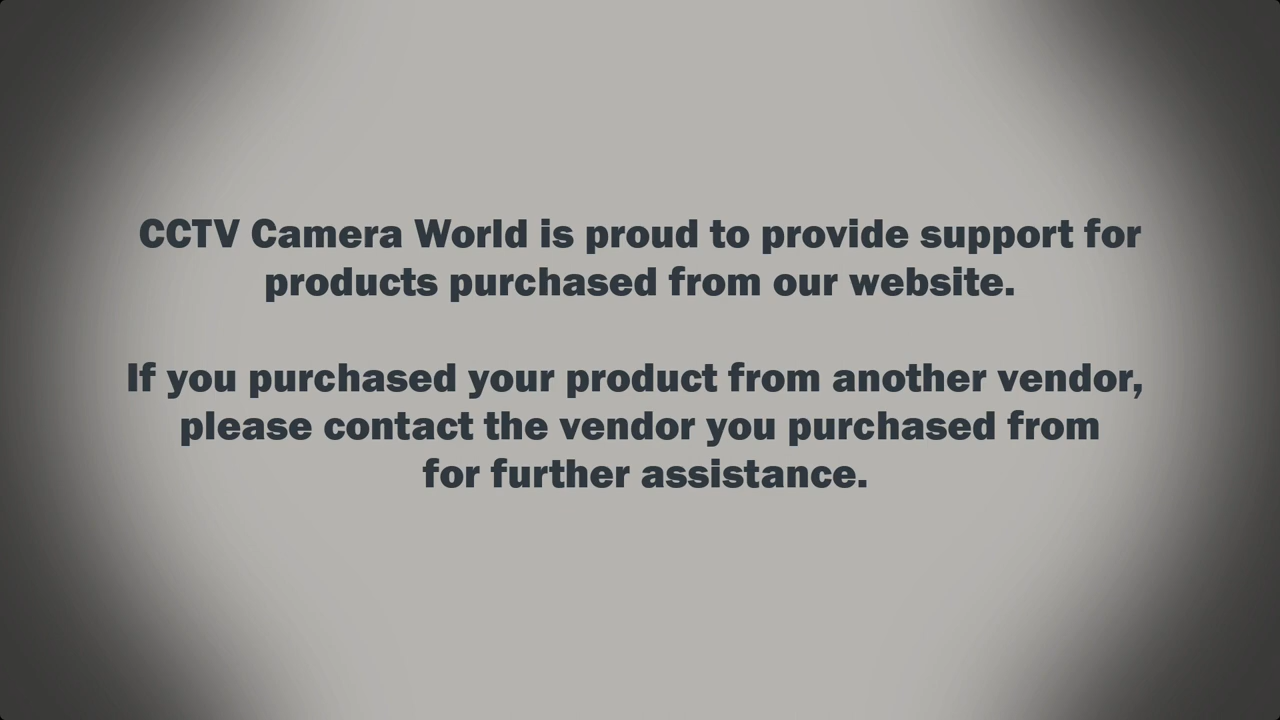 CCTV Camera World is proud to provide support for
products purchased from our website.
If you purchased your product from another vendor,
please contact the vendor you purchased from
for further assistance.